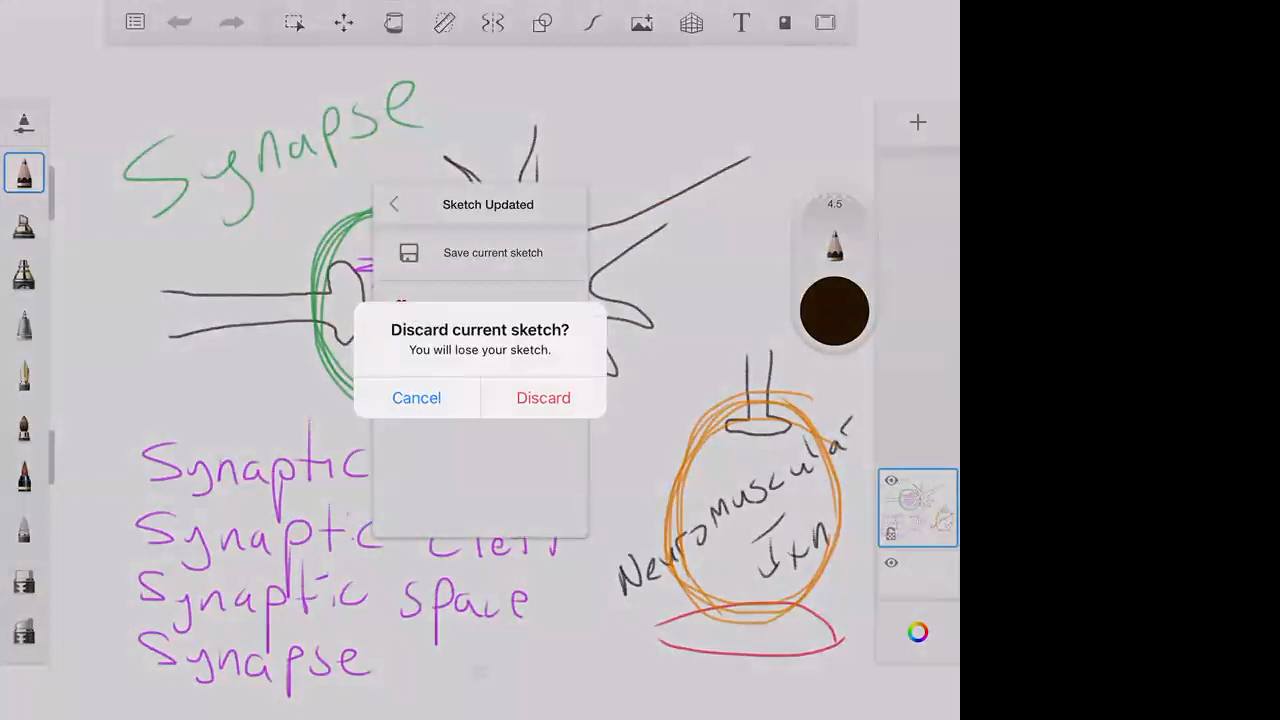 Synapse
4.5
Sketch Updated
Save current sketch
Discard current sketch?
You will lose your sketch.
Cancel
Discard
Neuromuscular
Jxn
Synaptic
Synaptic cleft
Synaptic space
Synapse